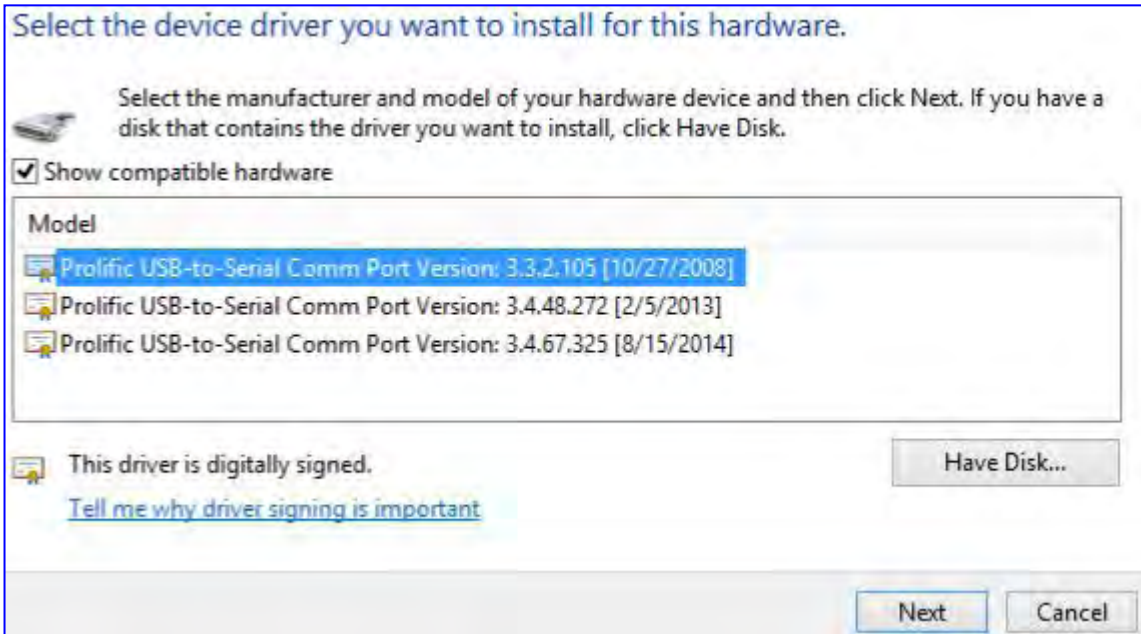 Select the device driver you want to install for this hardware.
Select the manufacturer and model of your hardware device and then click Next. If you have a
disk that contains the driver you want to install, click Have Disk.
Show compatible hardware
Model
Prolific USB-to-Serial Comm Port Version: 3.3.2.105 [10/27/2008]
Prolific USB-to-Serial Comm Port Version: 3.4.48.272 [2/5/2013]
Prolific USB-to-Serial Comm Port Version: 3.4.67.325 [8/15/2014]
This driver is digitally signed.
Have Disk...
Tell me why driver signing is important
Next
Cancel